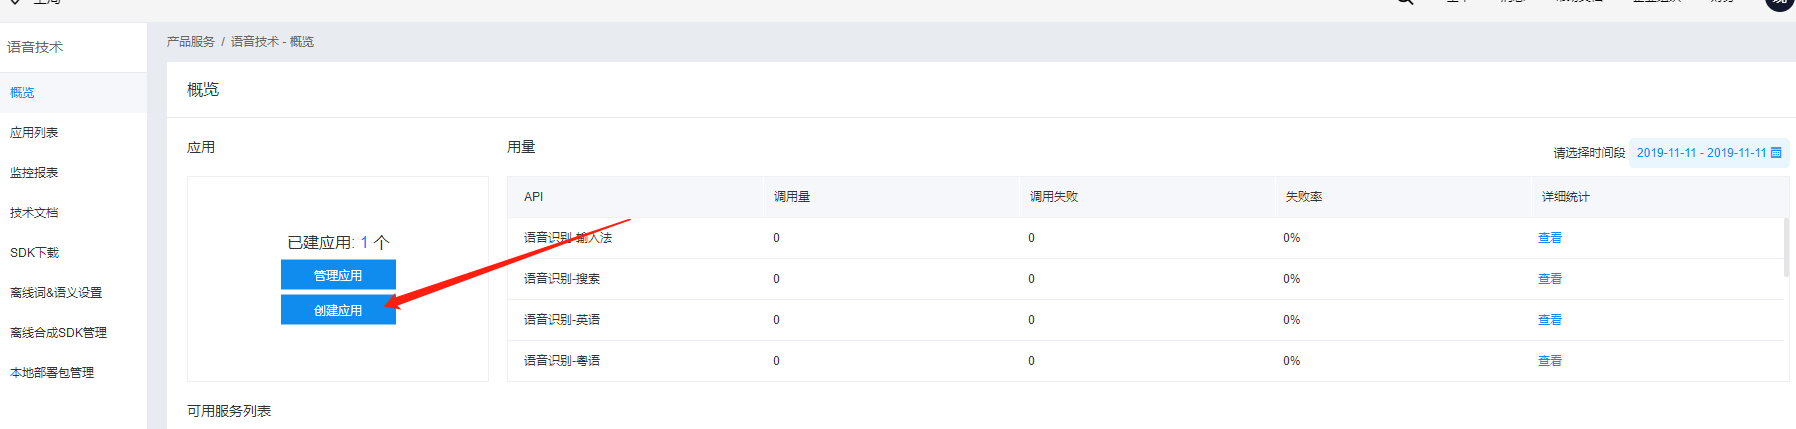 语音技术
产品服务 / 语音技术 - 概览
概览
概览
应用列表
监控报表
技术文档
SDK下载
离线词&语义设置
离线合成SDK管理
本地部署包管理
应用
已建应用: 1 个
管理应用
创建应用
用量
请选择时间段 2019-11-11 - 2019-11-11
API 调用量 调用失败 失败率 详细统计
语音识别-输入法 0 0 0% 查看
语音识别-搜索 0 0 0% 查看
语音识别-英语 0 0 0% 查看
语音识别-粤语 0 0 0% 查看
可用服务列表